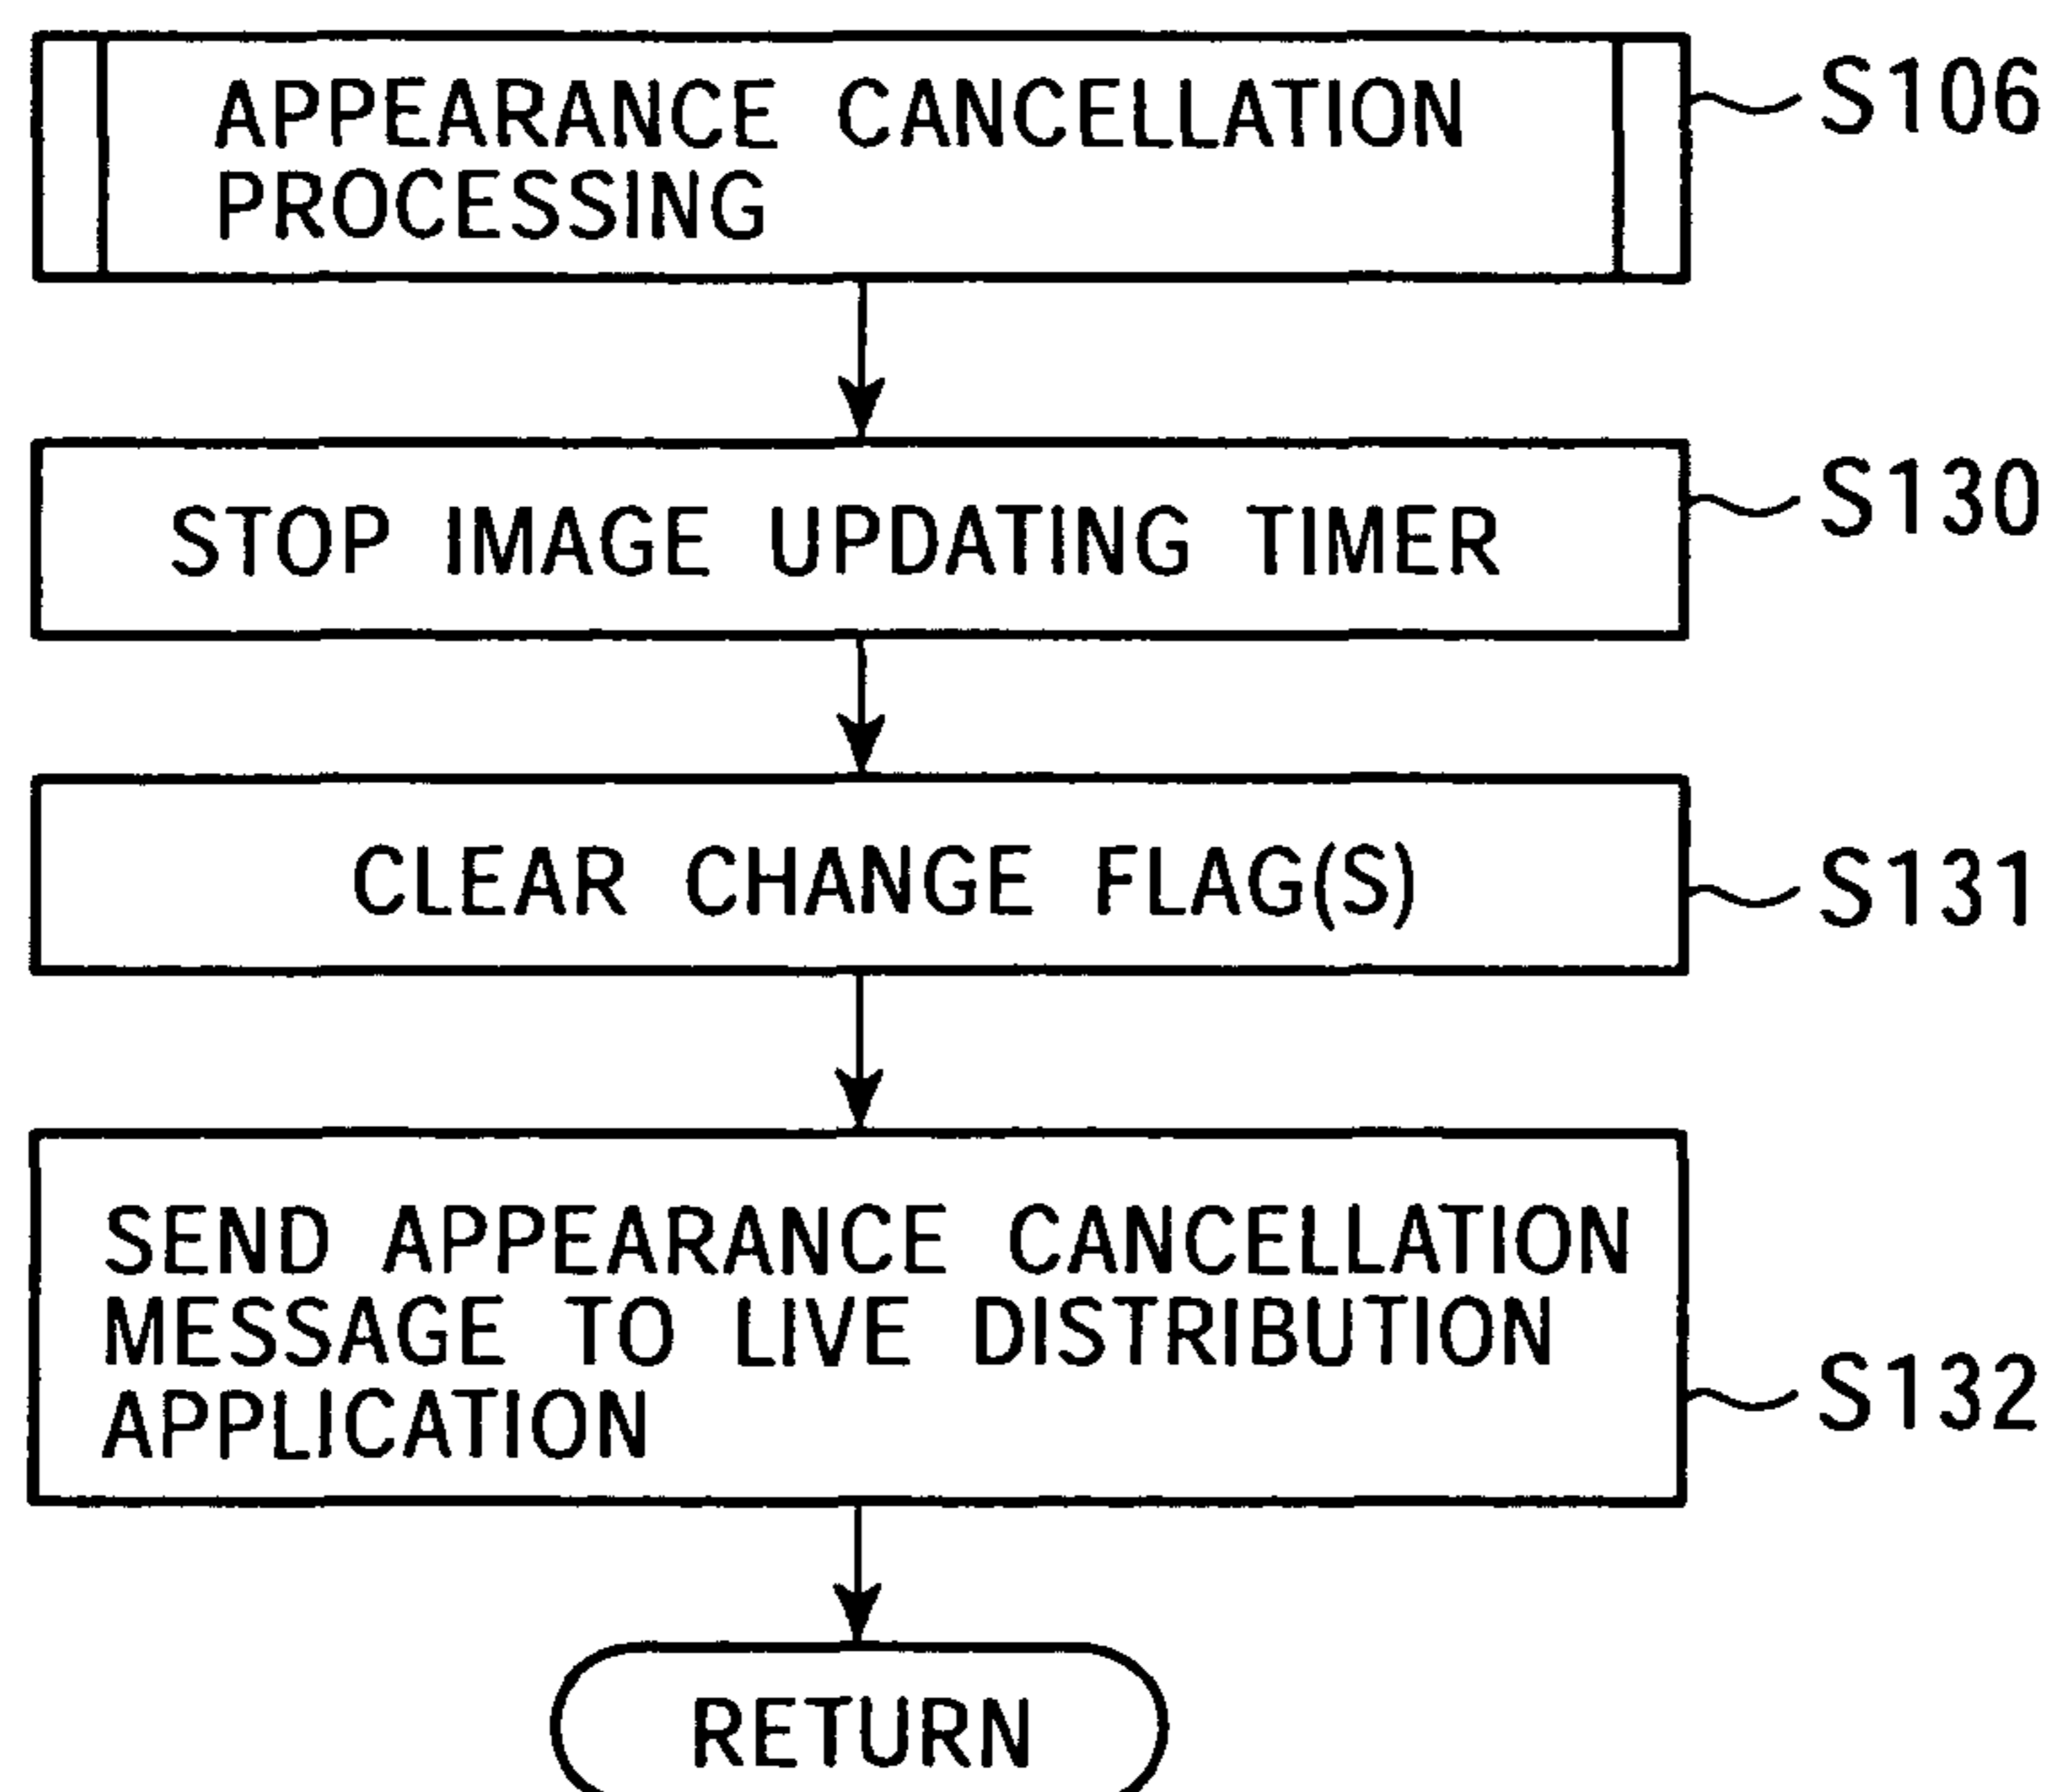 APPEARANCE CANCELLATION
PROCESSING
S106
STOP IMAGE UPDATING TIMER
S130
CLEAR CHANGE FLAG(S)
S131
SEND APPEARANCE CANCELLATION
MESSAGE TO LIVE DISTRIBUTION
APPLICATION
S132
RETURN